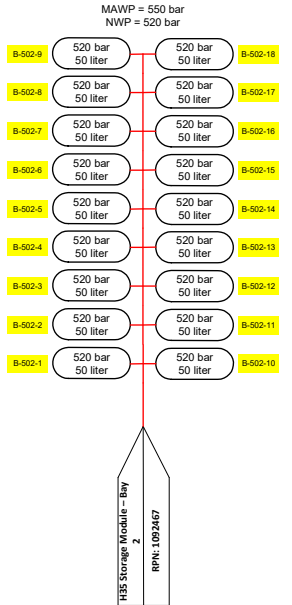 MAWP = 550 bar
NWP = 520 bar
B-502-9 520 bar 50 liter 520 bar 50 liter B-502-18
B-502-8 520 bar 50 liter 520 bar 50 liter B-502-17
B-502-7 520 bar 50 liter 520 bar 50 liter B-502-16
B-502-6 520 bar 50 liter 520 bar 50 liter B-502-15
B-502-5 520 bar 50 liter 520 bar 50 liter B-502-14
B-502-4 520 bar 50 liter 520 bar 50 liter B-502-13
B-502-3 520 bar 50 liter 520 bar 50 liter B-502-12
B-502-2 520 bar 50 liter 520 bar 50 liter B-502-11
B-502-1 520 bar 50 liter 520 bar 50 liter B-502-10
H35 Storage Module – Bay
2
RPN: 1092467